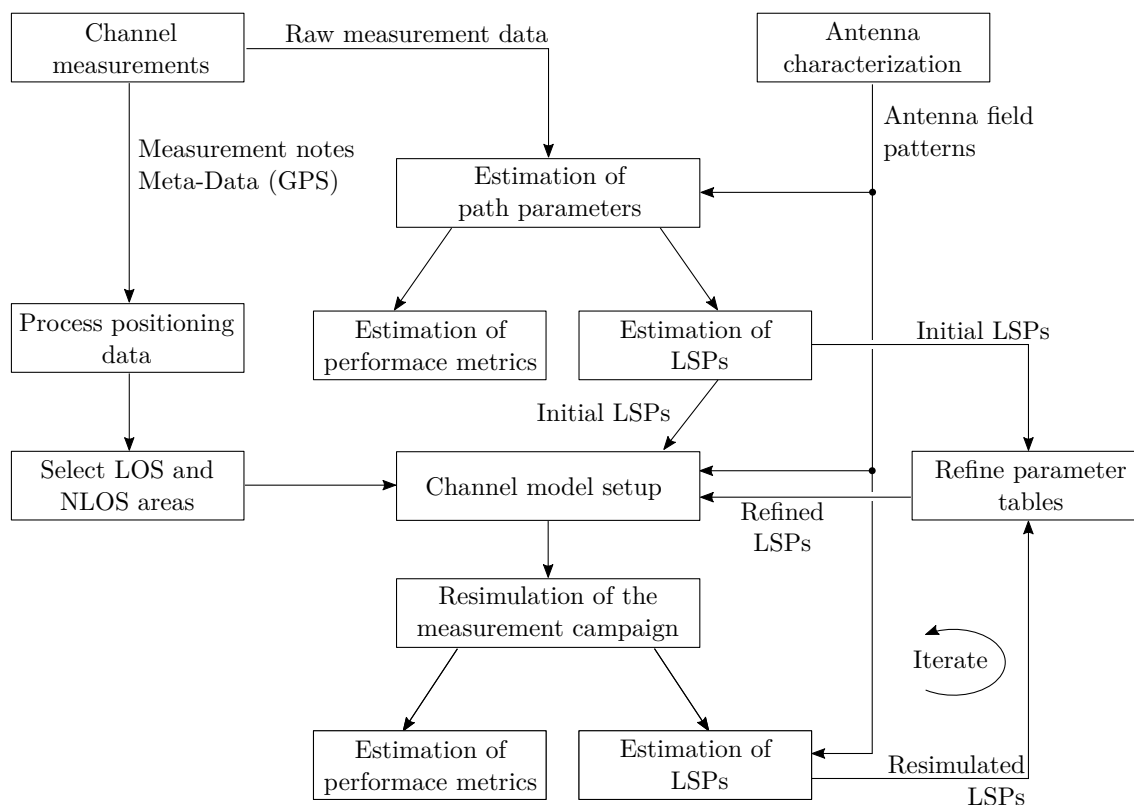 Channel
measurements
Raw measurement data
Antenna
characterization
Antenna field
patterns
Measurement notes
Meta-Data (GPS)
Estimation of
path parameters
Process positioning
data
Estimation of
performace metrics
Estimation of
LSPs
Initial LSPs
Initial LSPs
Select LOS and
NLOS areas
Channel model setup
Refine parameter
tables
Refined
LSPs
Resimulation of the
measurement campaign
Iterate
Estimation of
performace metrics
Estimation of
LSPs
Resimulated
LSPs